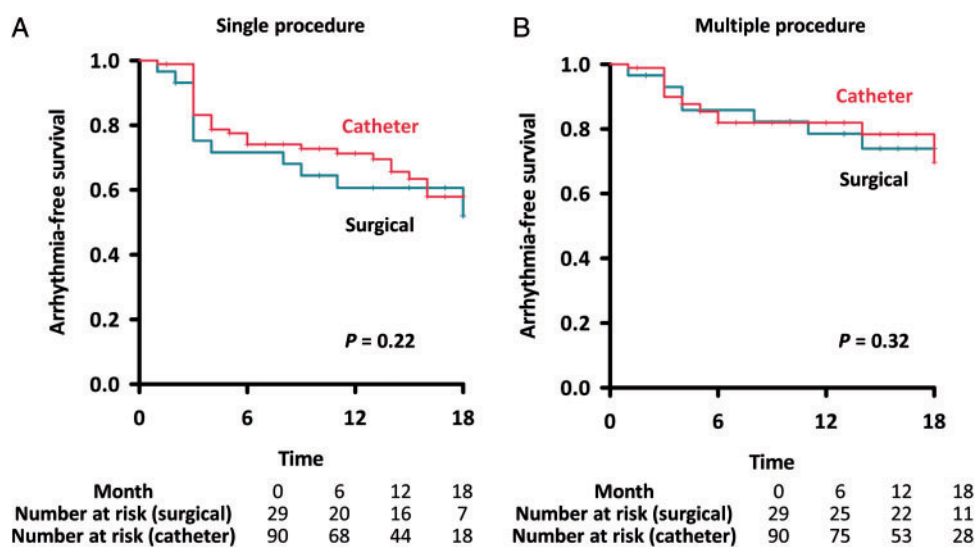 A
Single procedure
Arrhythmia-free survival
1.0
0.8
0.6
0.4
0.2
0.0
Catheter
Surgical
P = 0.22
0 6 12 18
Time
Month 0 6 12 18
Number at risk (surgical) 29 20 16 7
Number at risk (catheter) 90 68 44 18
B
Multiple procedure
Arrhythmia-free survival
1.0
0.8
0.6
0.4
0.2
0.0
Catheter
Surgical
P = 0.32
0 6 12 18
Time
Month 0 6 12 18
Number at risk (surgical) 29 25 22 11
Number at risk (catheter) 90 75 53 28